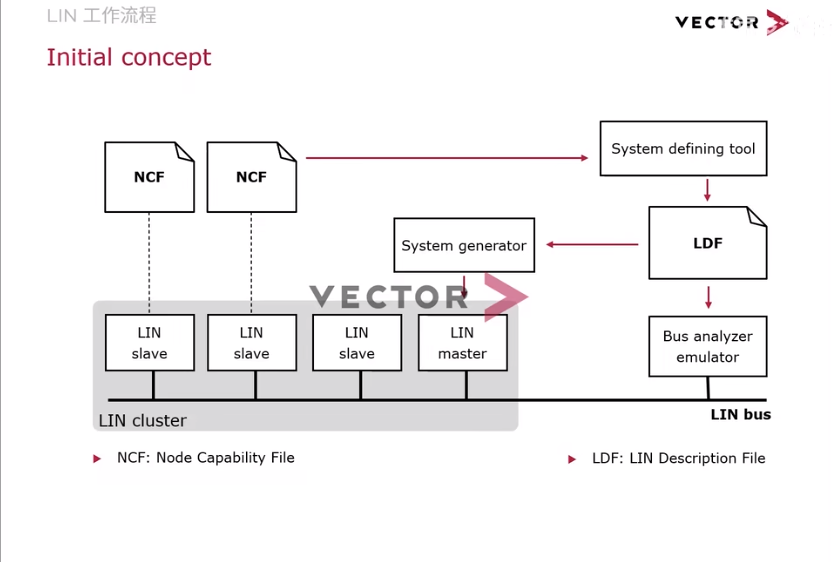 LIN 工作流程
VECTOR
Initial concept
System defining tool
NCF
NCF
System generator
LDF
VECTOR
LIN
slave
LIN
slave
LIN
slave
LIN
master
Bus analyzer
emulator
LIN cluster
LIN bus
NCF: Node Capability File
LDF: LIN Description File